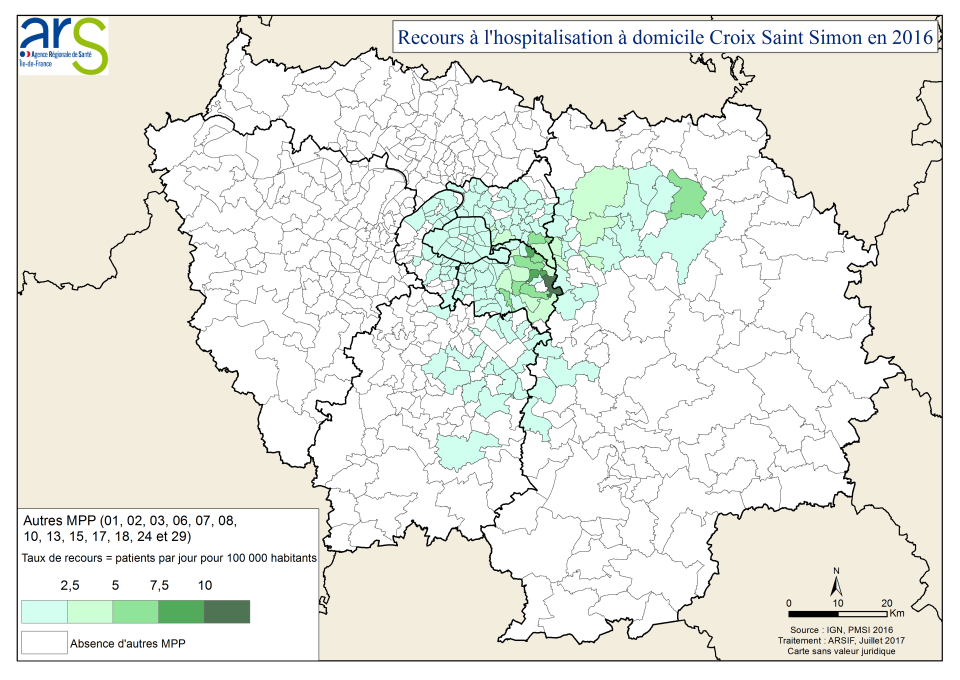 ars
Agence Régionale de Santé
Île-de-France
Recours à l'hospitalisation à domicile Croix Saint Simon en 2016
Autres MPP (01, 02, 03, 06, 07, 08,
10, 13, 15, 17, 18, 24 et 29)
Taux de recours = patients par jour pour 100 000 habitants
2,5 5 7,5 10
Absence d'autres MPP
N
0 10 20
Km
Source : IGN, PMSI 2016
Traitement : ARSIF, Juillet 2017
Carte sans valeur juridique